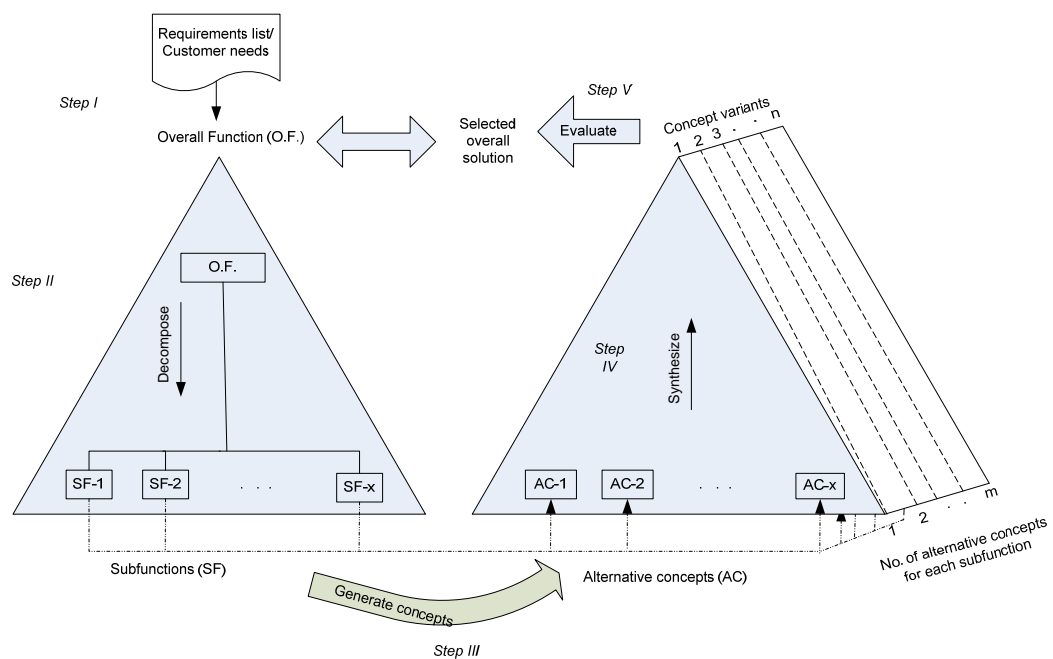 Requirements list/
Customer needs
Step I
Overall Function (O.F.)
Selected
overall
solution
Step V
Evaluate
Concept variants
1 2 3 . . n
Step II
O.F.
Decompose
Step
IV
Synthesize
SF-1
SF-2
. . .
SF-x
AC-1
AC-2
. . .
AC-x
1 2 . . m
No. of alternative concepts
for each subfunction
Subfunctions (SF)
Alternative concepts (AC)
Generate concepts
Step III